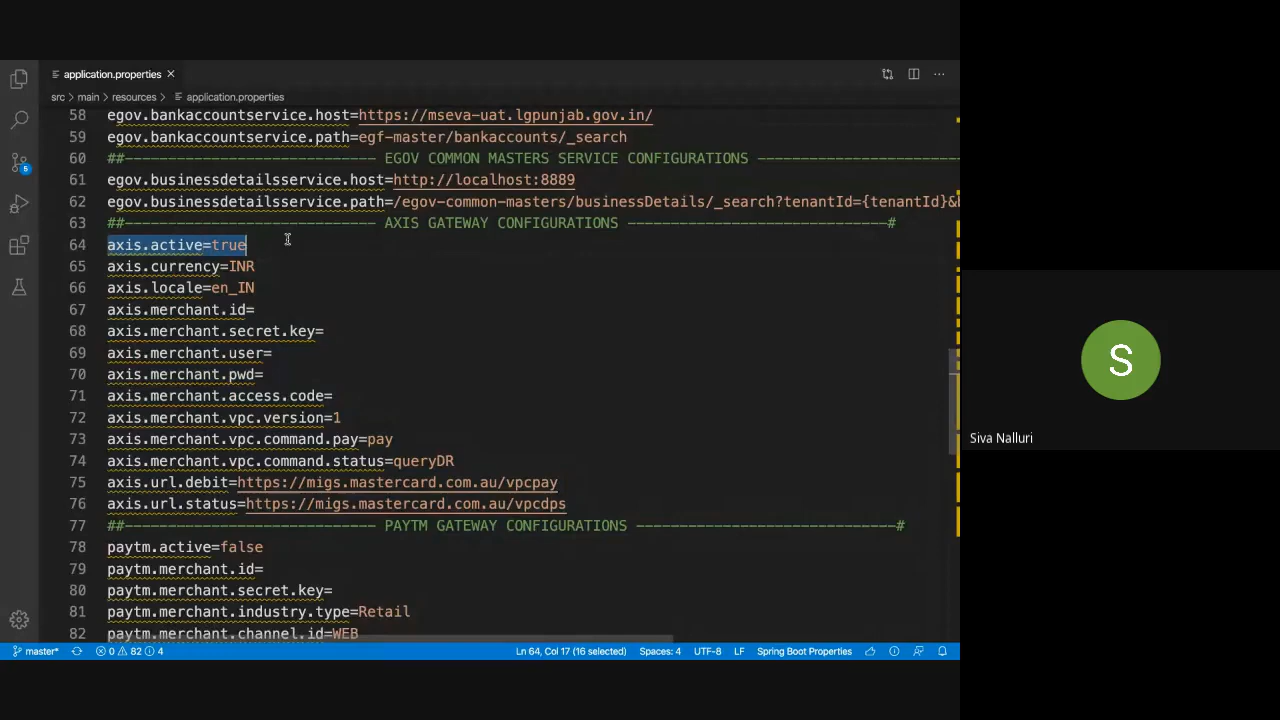 application.properties
src > main > resources > application.properties
58 egov.bankaccountservice.host=https://mseva-uat.lgpunjab.gov.in/
59 egov.bankaccountservice.path=egf-master/bankaccounts/_search
60 ##---------------------------- EGOV COMMON MASTERS SERVICE CONFIGURATIONS -----------------------
61 egov.businessdetailsservice.host=http://localhost:8889
62 egov.businessdetailsservice.path=/egov-common-masters/businessDetails/_search?tenantId={tenantId}&
63 ##---------------------------- AXIS GATEWAY CONFIGURATIONS ------------------------------#
64 axis.active=true
65 axis.currency=INR
66 axis.locale=en_IN
67 axis.merchant.id=
68 axis.merchant.secret.key=
69 axis.merchant.user=
70 axis.merchant.pwd=
71 axis.merchant.access.code=
72 axis.merchant.vpc.version=1
73 axis.merchant.vpc.command.pay=pay
74 axis.merchant.vpc.command.status=queryDR
75 axis.url.debit=https://migs.mastercard.com.au/vpcpay
76 axis.url.status=https://migs.mastercard.com.au/vpcdps
77 ##---------------------------- PAYTM GATEWAY CONFIGURATIONS ------------------------------#
78 paytm.active=false
79 paytm.merchant.id=
80 paytm.merchant.secret.key=
81 paytm.merchant.industry.type=Retail
82 paytm.merchant.channel.id=WEB
5
master* 0 82 4 Ln 64, Col 17 (16 selected) Spaces: 4 UTF-8 LF Spring Boot Properties
S
Siva Nalluri